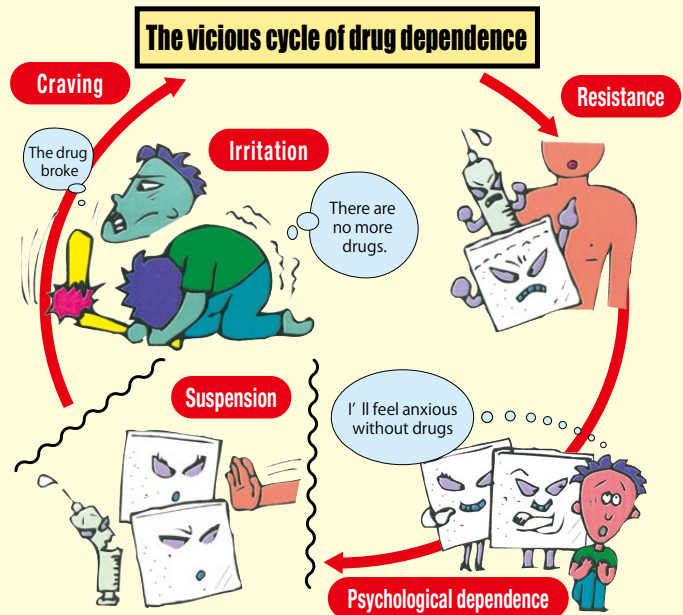 The vicious cycle of drug dependence
Craving
Resistance
The drug
broke
Irritation
There are
no more
drugs.
Suspension
I' ll feel anxious
without drugs
Psychological dependence